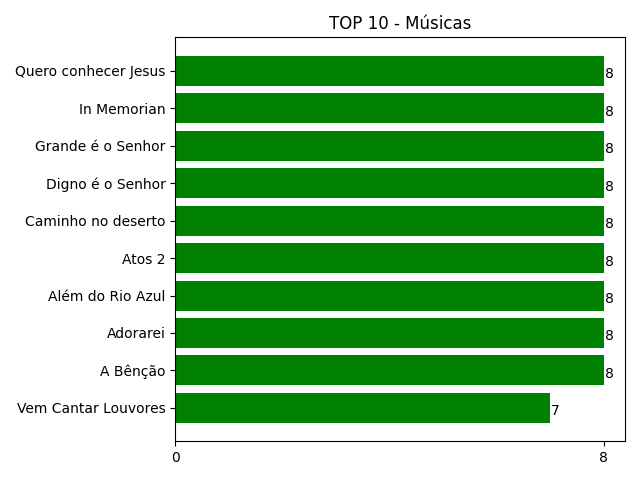 TOP 10 - Músicas
Quero conhecer Jesus 8
In Memorian 8
Grande é o Senhor 8
Digno é o Senhor 8
Caminho no deserto 8
Atos 2 8
Além do Rio Azul 8
Adorarei 8
A Bênção 8
Vem Cantar Louvores 7
0 8